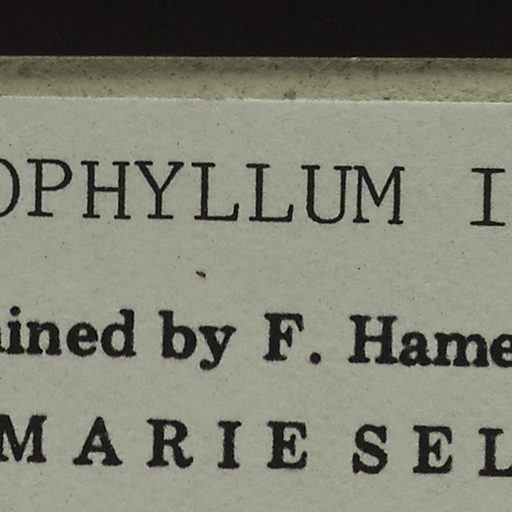 OPHYLLUM I
ined by F. Hame
MARIE SEL